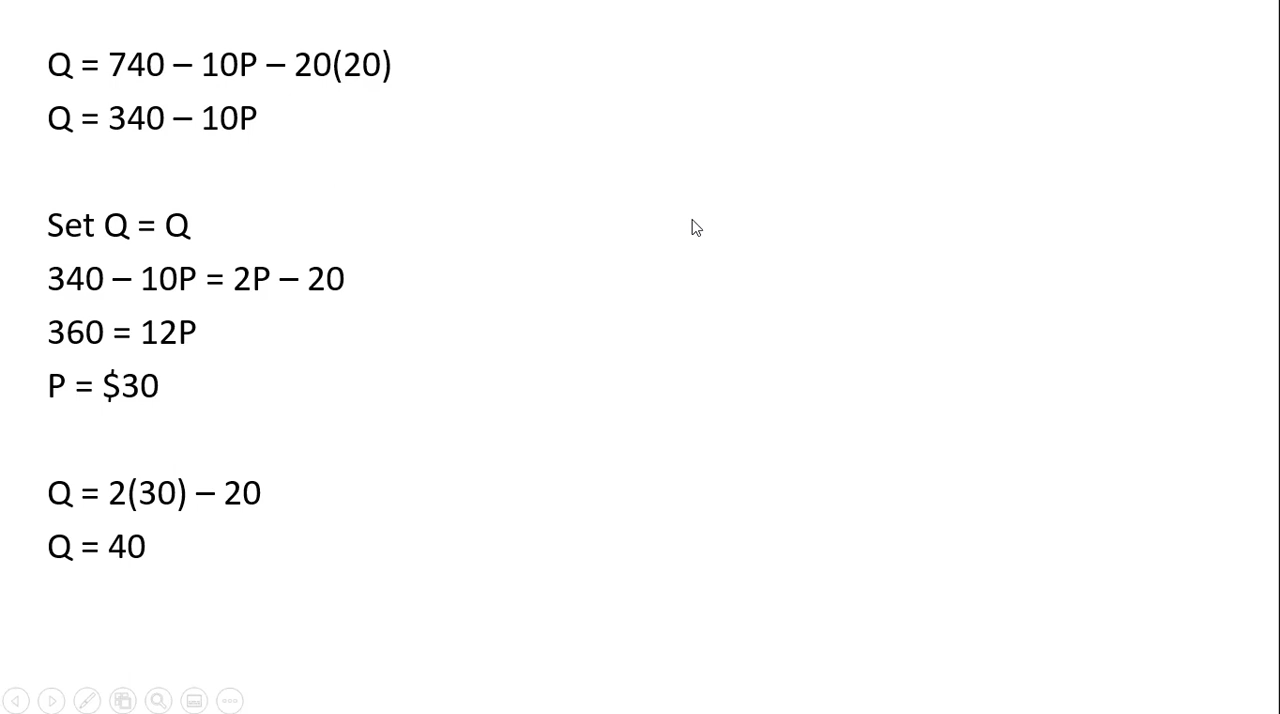 Q = 740 – 10P – 20(20)
Q = 340 – 10P
Set Q = Q
340 – 10P = 2P – 20
360 = 12P
P = $30
Q = 2(30) – 20
Q = 40